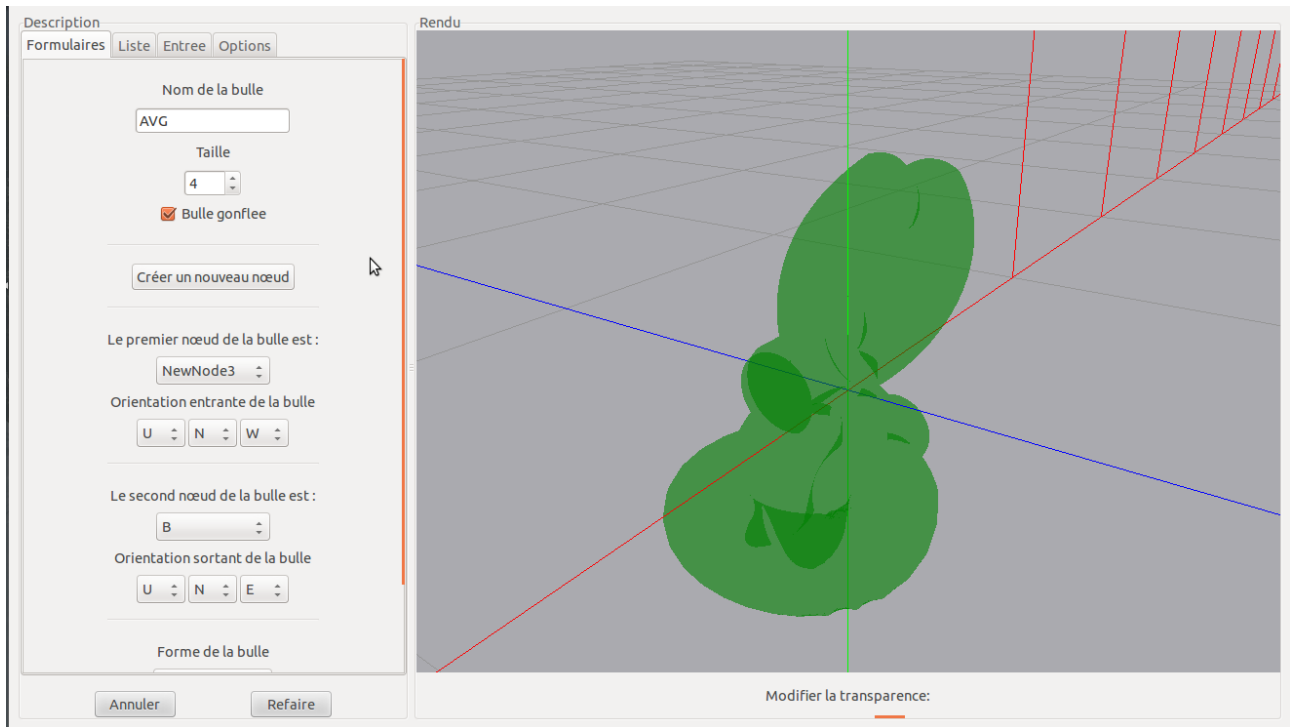 Description
Formulaires Liste Entree Options
Nom de la bulle
AVG
Taille
4
Bulle gonflee
Créer un nouveau nœud
Le premier nœud de la bulle est :
NewNode3
Orientation entrante de la bulle
U N W
Le second nœud de la bulle est :
B
Orientation sortant de la bulle
U N E
Forme de la bulle
Annuler Refaire
Rendu
Modifier la transparence: